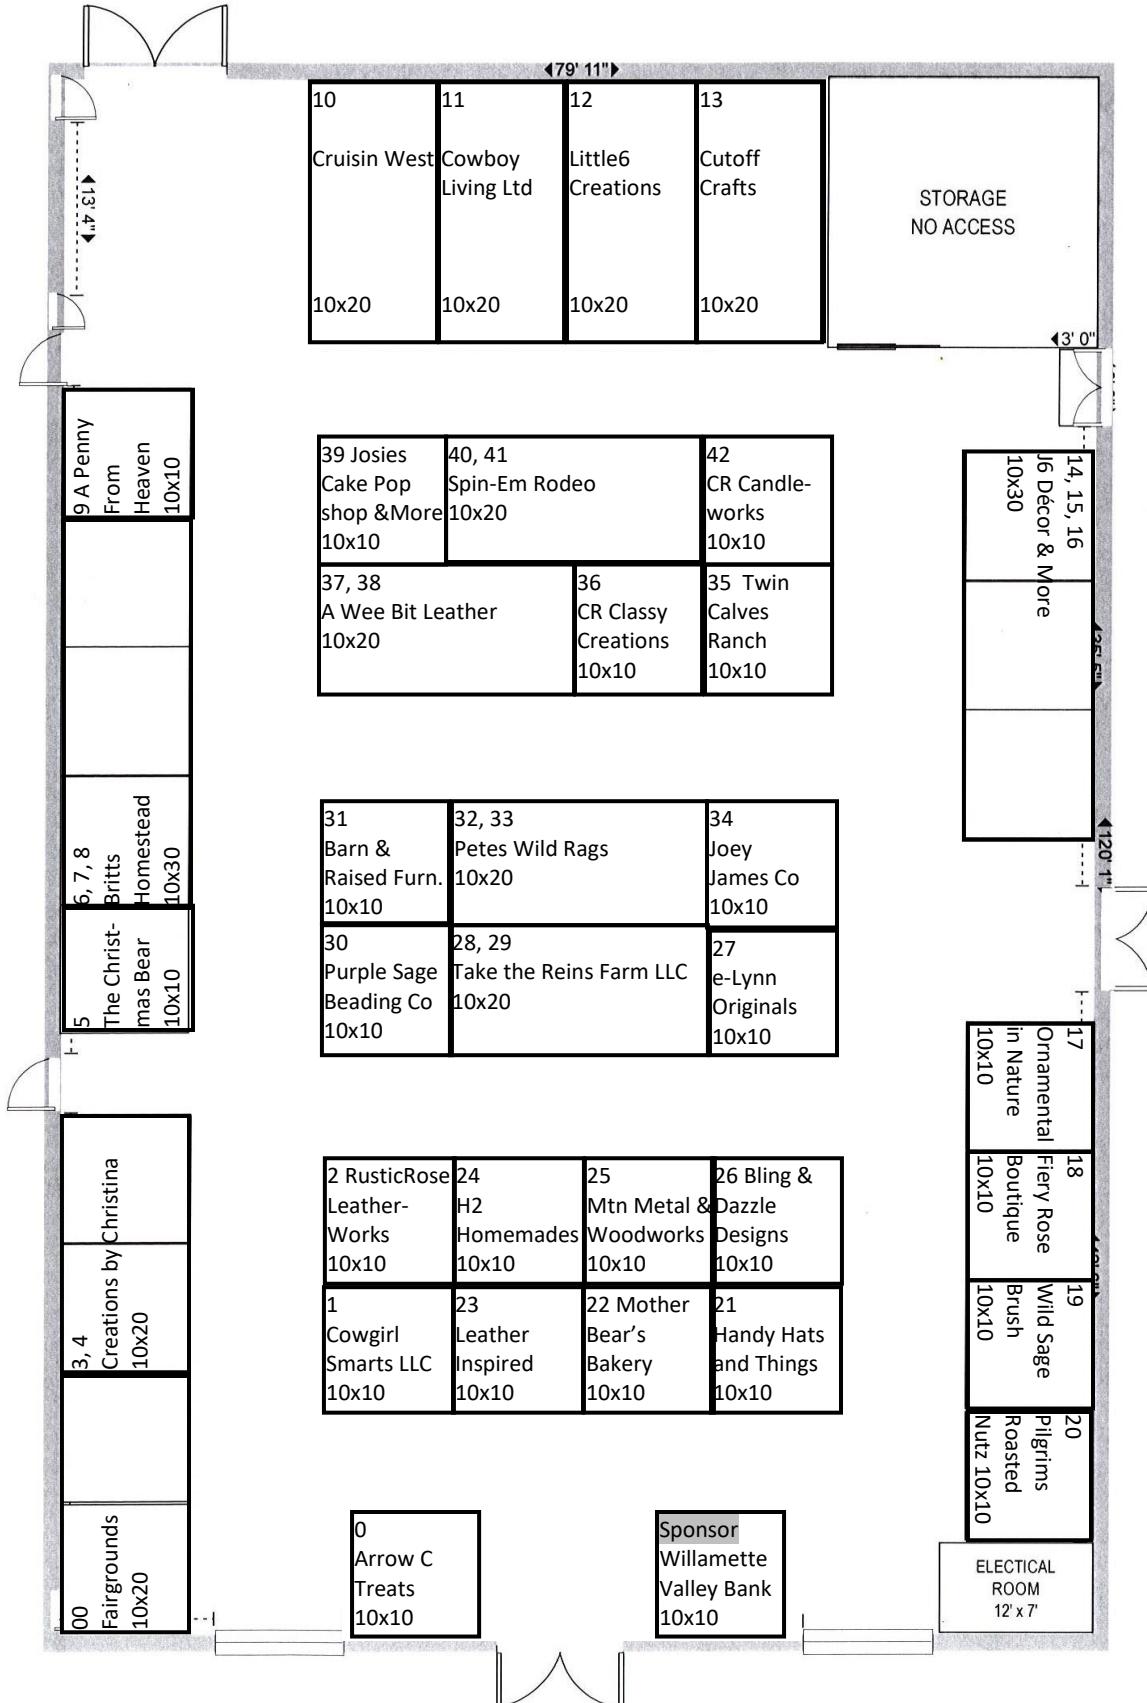 79' 11"
10
Cruisin West
10x20
11
Cowboy
Living Ltd
10x20
12
Little6
Creations
10x20
13
Cutoff
Crafts
10x20
STORAGE
NO ACCESS
13' 4"
3' 0"
9 A Penny
From
Heaven
10x10
39 Josies
Cake Pop
shop &More
10x10
40, 41
Spin-Em Rodeo
10x20
42
CR Candle-
works
10x10
14, 15, 16
J6 Décor & More
10x30
37, 38
A Wee Bit Leather
10x20
36
CR Classy
Creations
10x10
35 Twin
Calves
Ranch
10x10
6, 7, 8
Britts
Homestead
10x30
31
Barn &
Raised Furn.
10x10
32, 33
Petes Wild Rags
10x20
34
Joey
James Co
10x10
120' 1"
5
The Christ-
mas Bear
10x10
30
Purple Sage
Beading Co
10x10
28, 29
Take the Reins Farm LLC
10x20
27
e-Lynn
Originals
10x10
17
Ornamental
in Nature
10x10
3, 4
Creations by Christina
10x20
2 RusticRose
Leather-
Works
10x10
24
H2
Homemades
10x10
25
Mtn Metal &
Woodworks
10x10
26 Bling &
Dazzle
Designs
10x10
18
Fiery Rose
Boutique
10x10
1
Cowgirl
Smarts LLC
10x10
23
Leather
Inspired
10x10
22 Mother
Bear’s
Bakery
10x10
21
Handy Hats
and Things
10x10
19
Wild Sage
Brush
10x10
20
Pilgrims
Roasted
Nutz 10x10
00
Fairgrounds
10x20
0
Arrow C
Treats
10x10
Sponsor
Willamette
Valley Bank
10x10
ELECTICAL
ROOM
12' x 7'